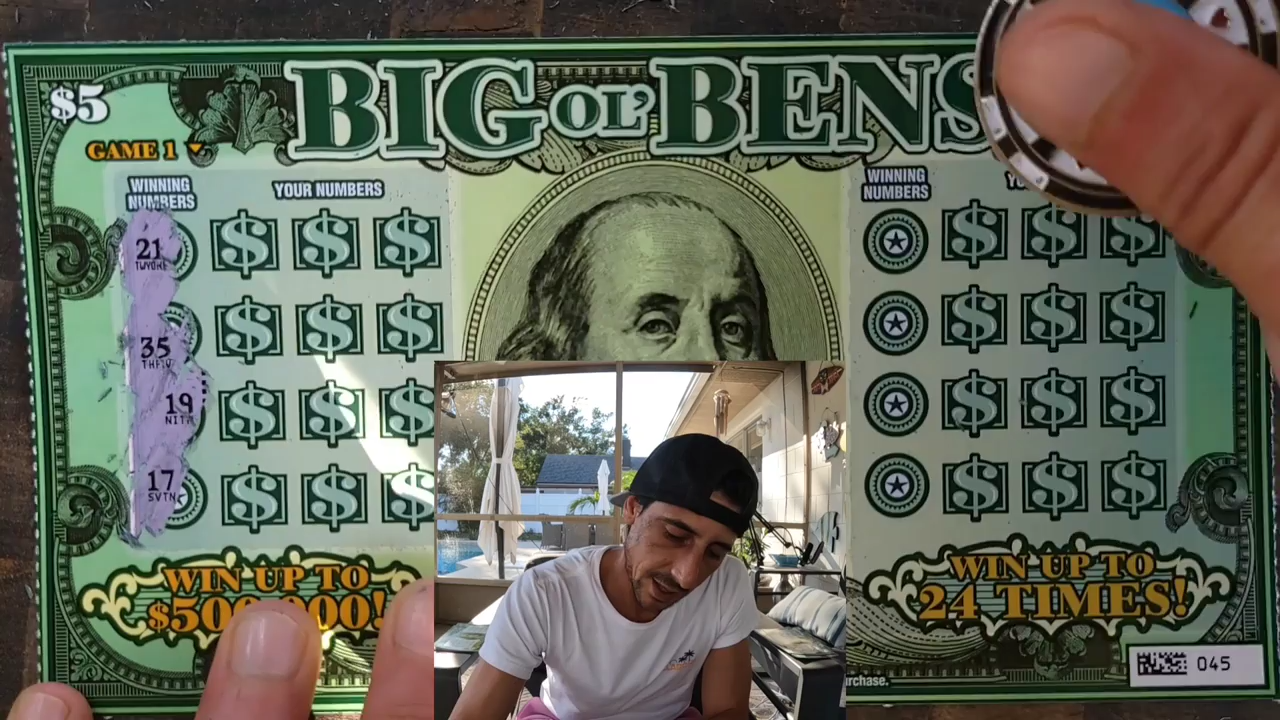 $5
BIG OL' BENS
GAME 1
WINNING NUMBERS
YOUR NUMBERS
WINNING NUMBERS
21
35
19
17
SVTN
WIN UP TO
WIN UP TO
24 TIMES!
045